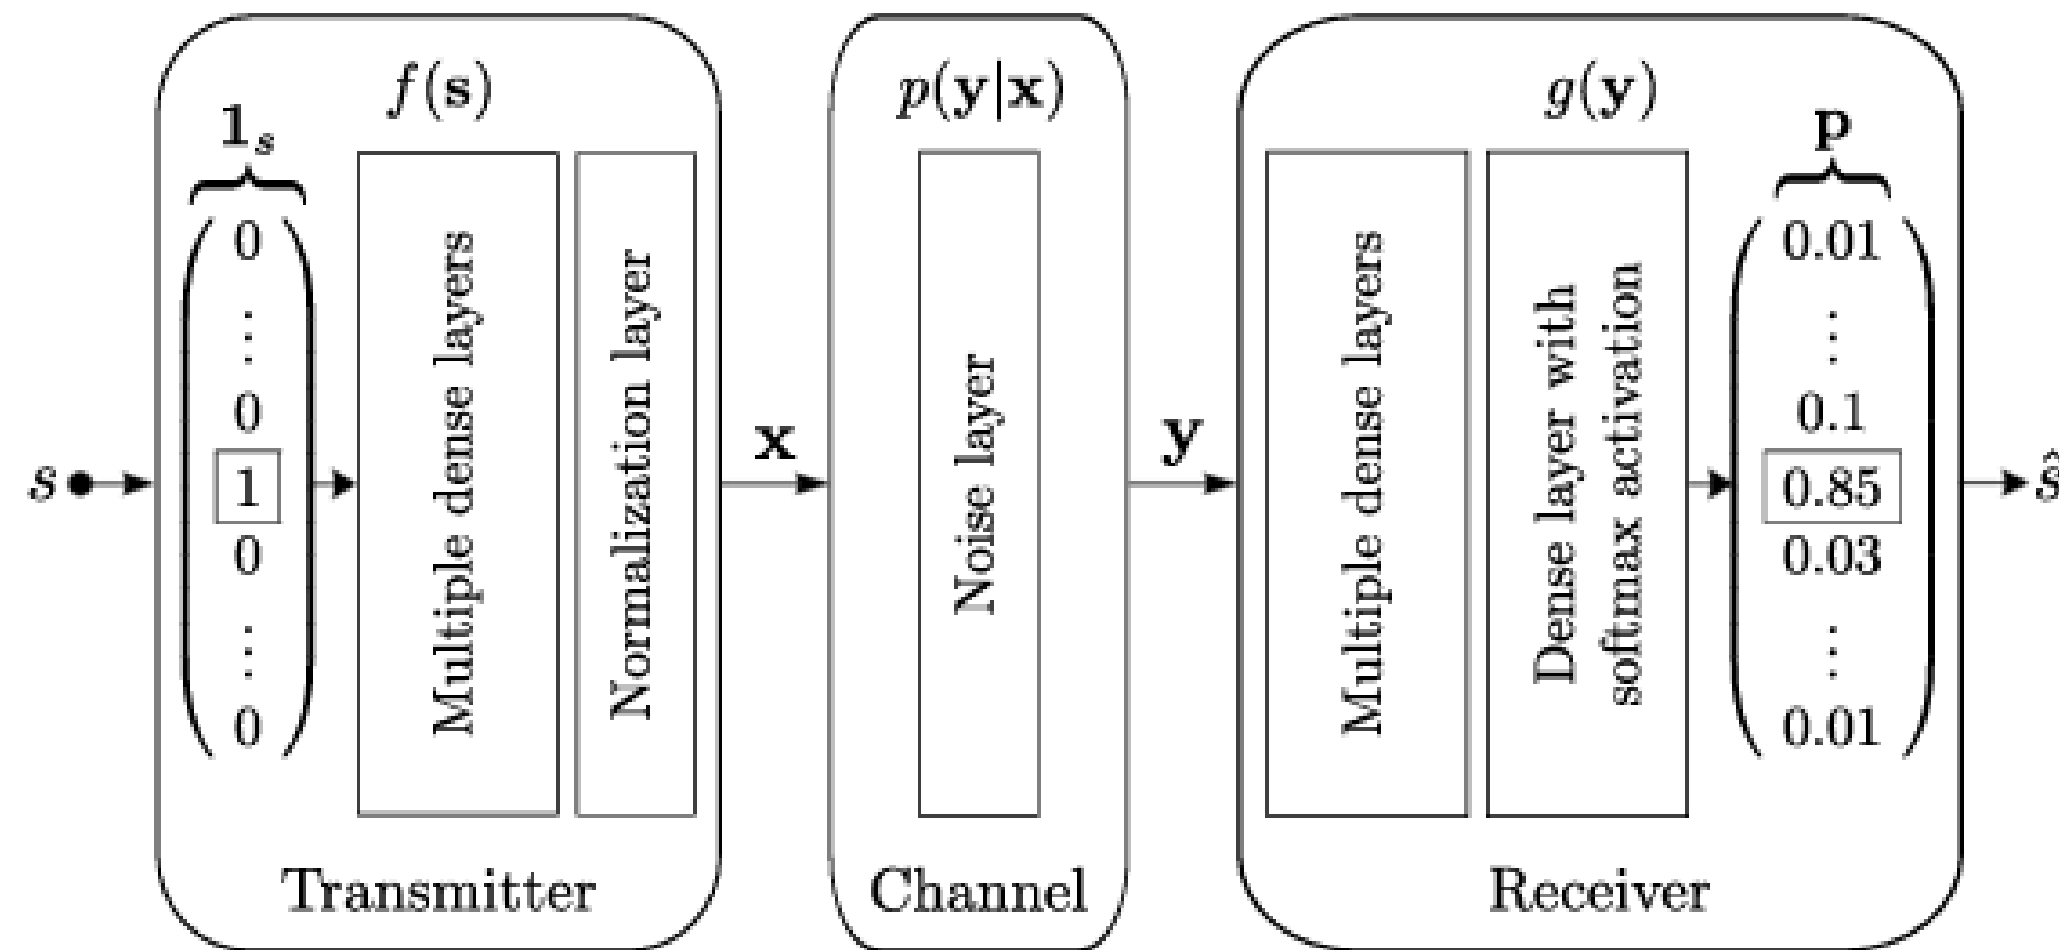 s
f(s)
1ₛ
0
⋮
0
1
0
⋮
0
Multiple dense layers
Normalization layer
Transmitter
x
p(y|x)
Noise layer
Channel
y
g(y)
Multiple dense layers
Dense layer with
softmax activation
p
0.01
⋮
0.1
0.85
0.03
⋮
0.01
Receiver
ŝ